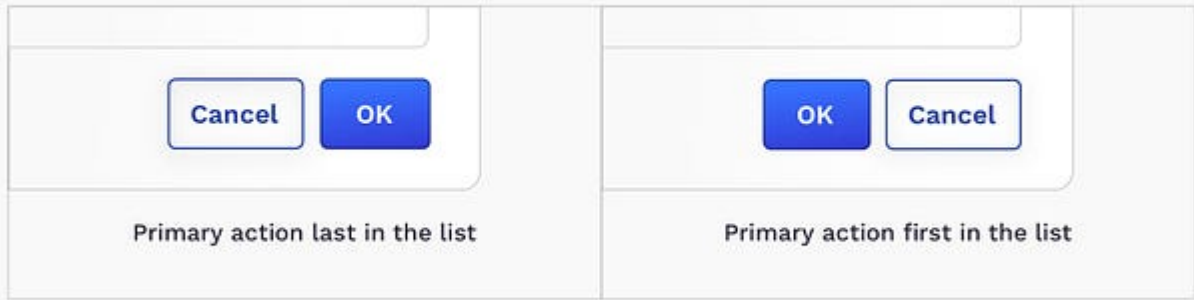 Cancel
OK
Primary action last in the list
OK
Cancel
Primary action first in the list